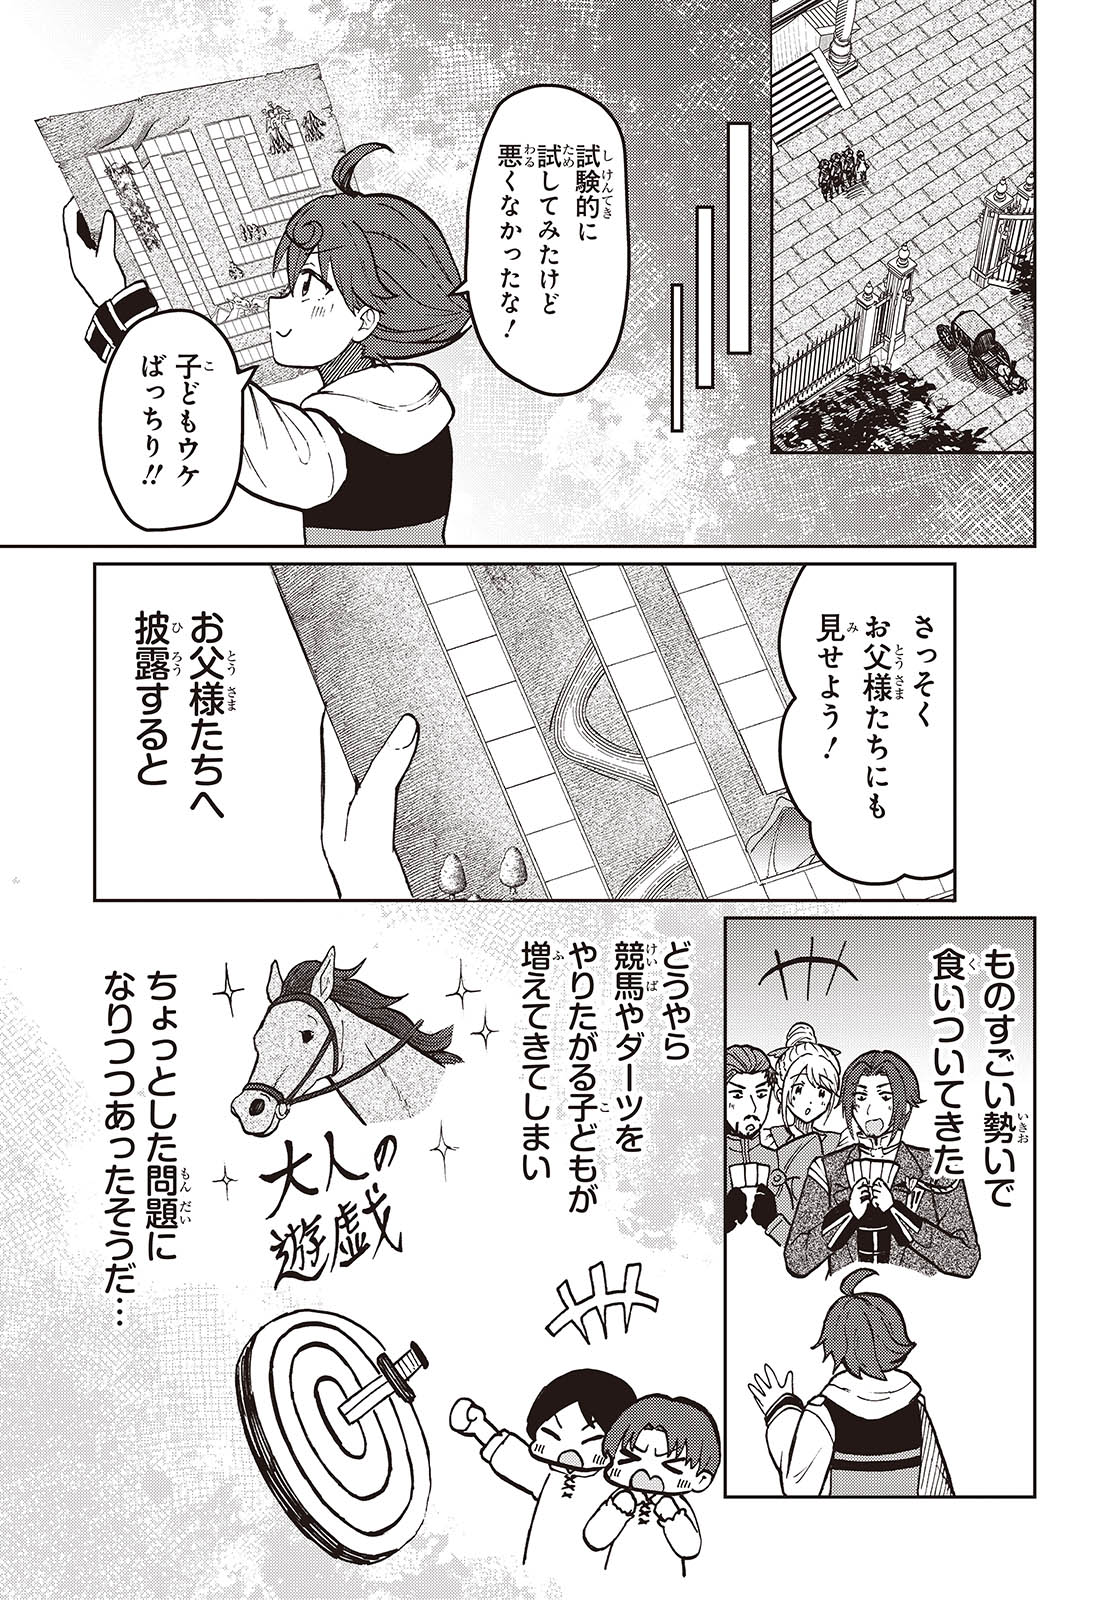 試験的に
試してみたけど
悪くなかったな!
子どもウケ
ばっちり!!
さっそく
お父様たちにも
見せよう!
お父様たちへ
披露すると
ものすごい勢いで
食いついてきた
どうやら
競馬やダーツを
やりたがる子どもが
増えてきてしまい
大人の
遊戯
ちょっとした問題に
なりつつあったそうだ…